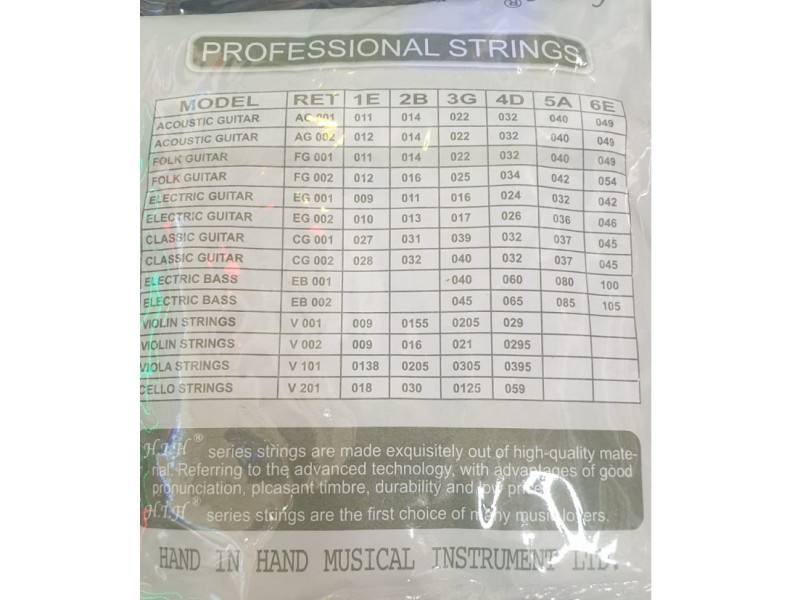 PROFESSIONAL STRINGS
MODEL RET 1E 2B 3G 4D 5A 6E
ACOUSTIC GUITAR AG 001 011 014 022 032 040 049
ACOUSTIC GUITAR AG 002 012 014 022 032 040 049
FOLK GUITAR FG 001 011 014 022 032 040 049
FOLK GUITAR FG 002 012 016 025 034 042 054
ELECTRIC GUITAR EG 001 009 011 016 024 032 042
ELECTRIC GUITAR EG 002 010 013 017 026 036 046
CLASSIC GUITAR CG 001 027 031 039 032 037 045
CLASSIC GUITAR CG 002 028 032 040 032 037 045
ELECTRIC BASS EB 001 040 060 080 100
ELECTRIC BASS EB 002 045 065 085 105
VIOLIN STRINGS V 001 009 0155 0205 029
VIOLIN STRINGS V 002 009 016 021 0295
VIOLA STRINGS V 101 0138 0205 0305 0395
CELLO STRINGS V 201 018 030 0125 059
H.I.H ® series strings are made exquisitely out of high-quality mate-
rial. Referring to the advanced technology, with advantages of good
pronunciation, plcasant timbre, durability and low
H.I.H ® series strings are the first choice of many music lovers.
HAND IN HAND MUSICAL INSTRUMENT LTD.